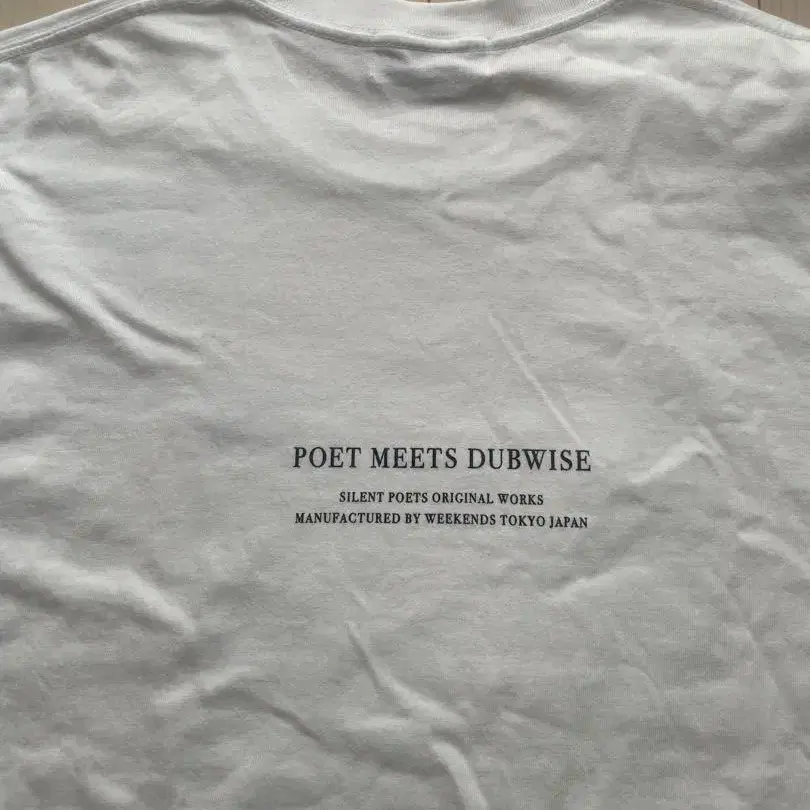 POET MEETS DUBWISE
SILENT POETS ORIGINAL WORKS
MANUFACTURED BY WEEKENDS TOKYO JAPAN